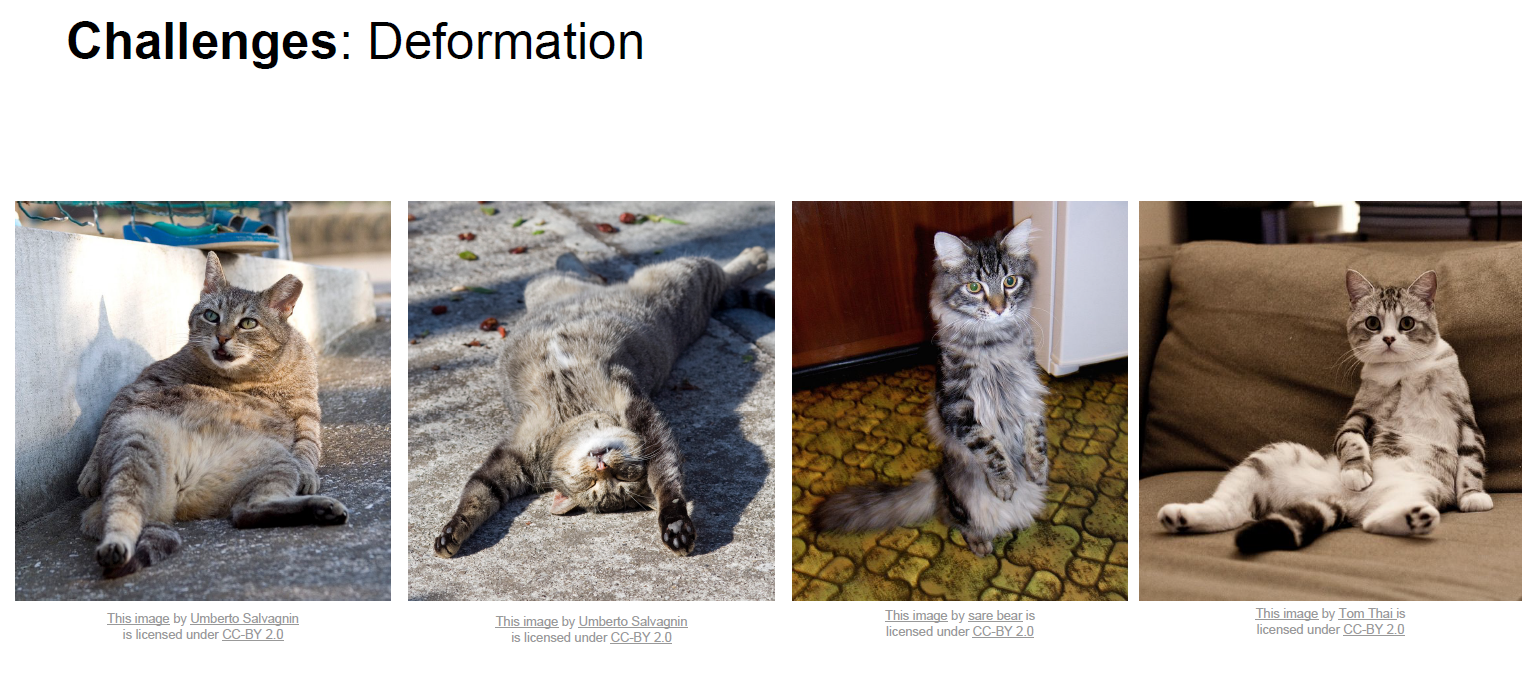 Challenges: Deformation
This image by Umberto Salvagnin
is licensed under CC-BY 2.0
This image by Umberto Salvagnin
is licensed under CC-BY 2.0
This image by sare bear is
licensed under CC-BY 2.0
This image by Tom Thai is
licensed under CC-BY 2.0